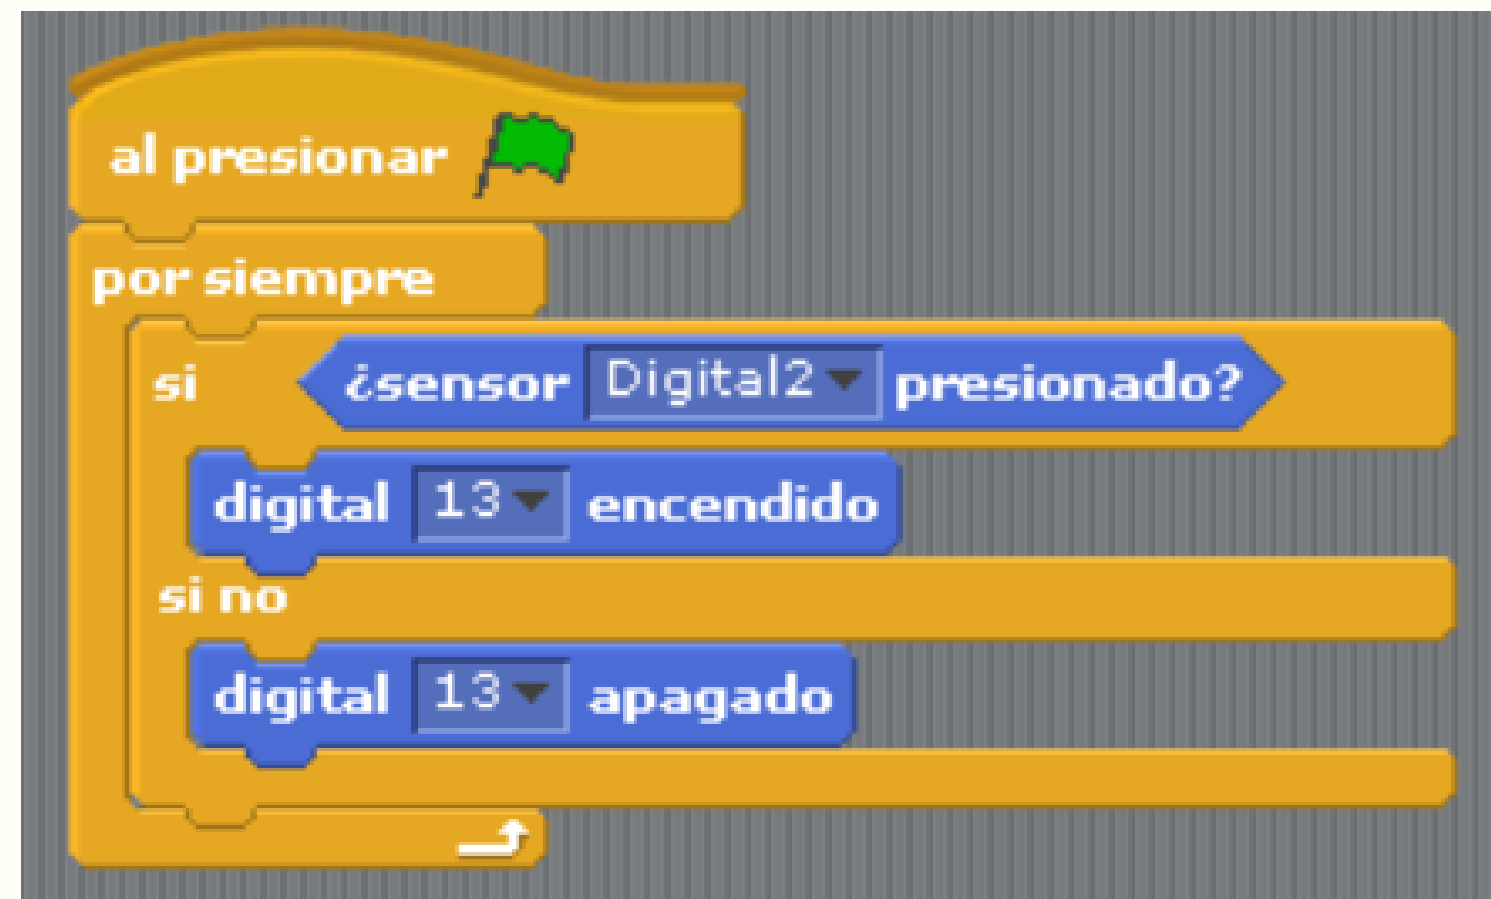 al presionar
por siempre
si ¿sensor Digital2 presionado?
digital 13 encendido
si no
digital 13 apagado